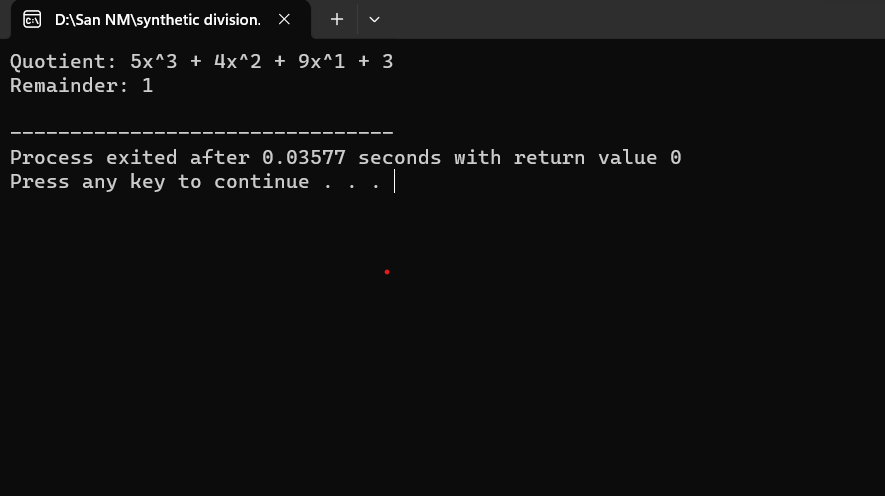 D:\San NM\synthetic division.
Quotient: 5x^3 + 4x^2 + 9x^1 + 3
Remainder: 1
--------------------------------
Process exited after 0.03577 seconds with return value 0
Press any key to continue . . .